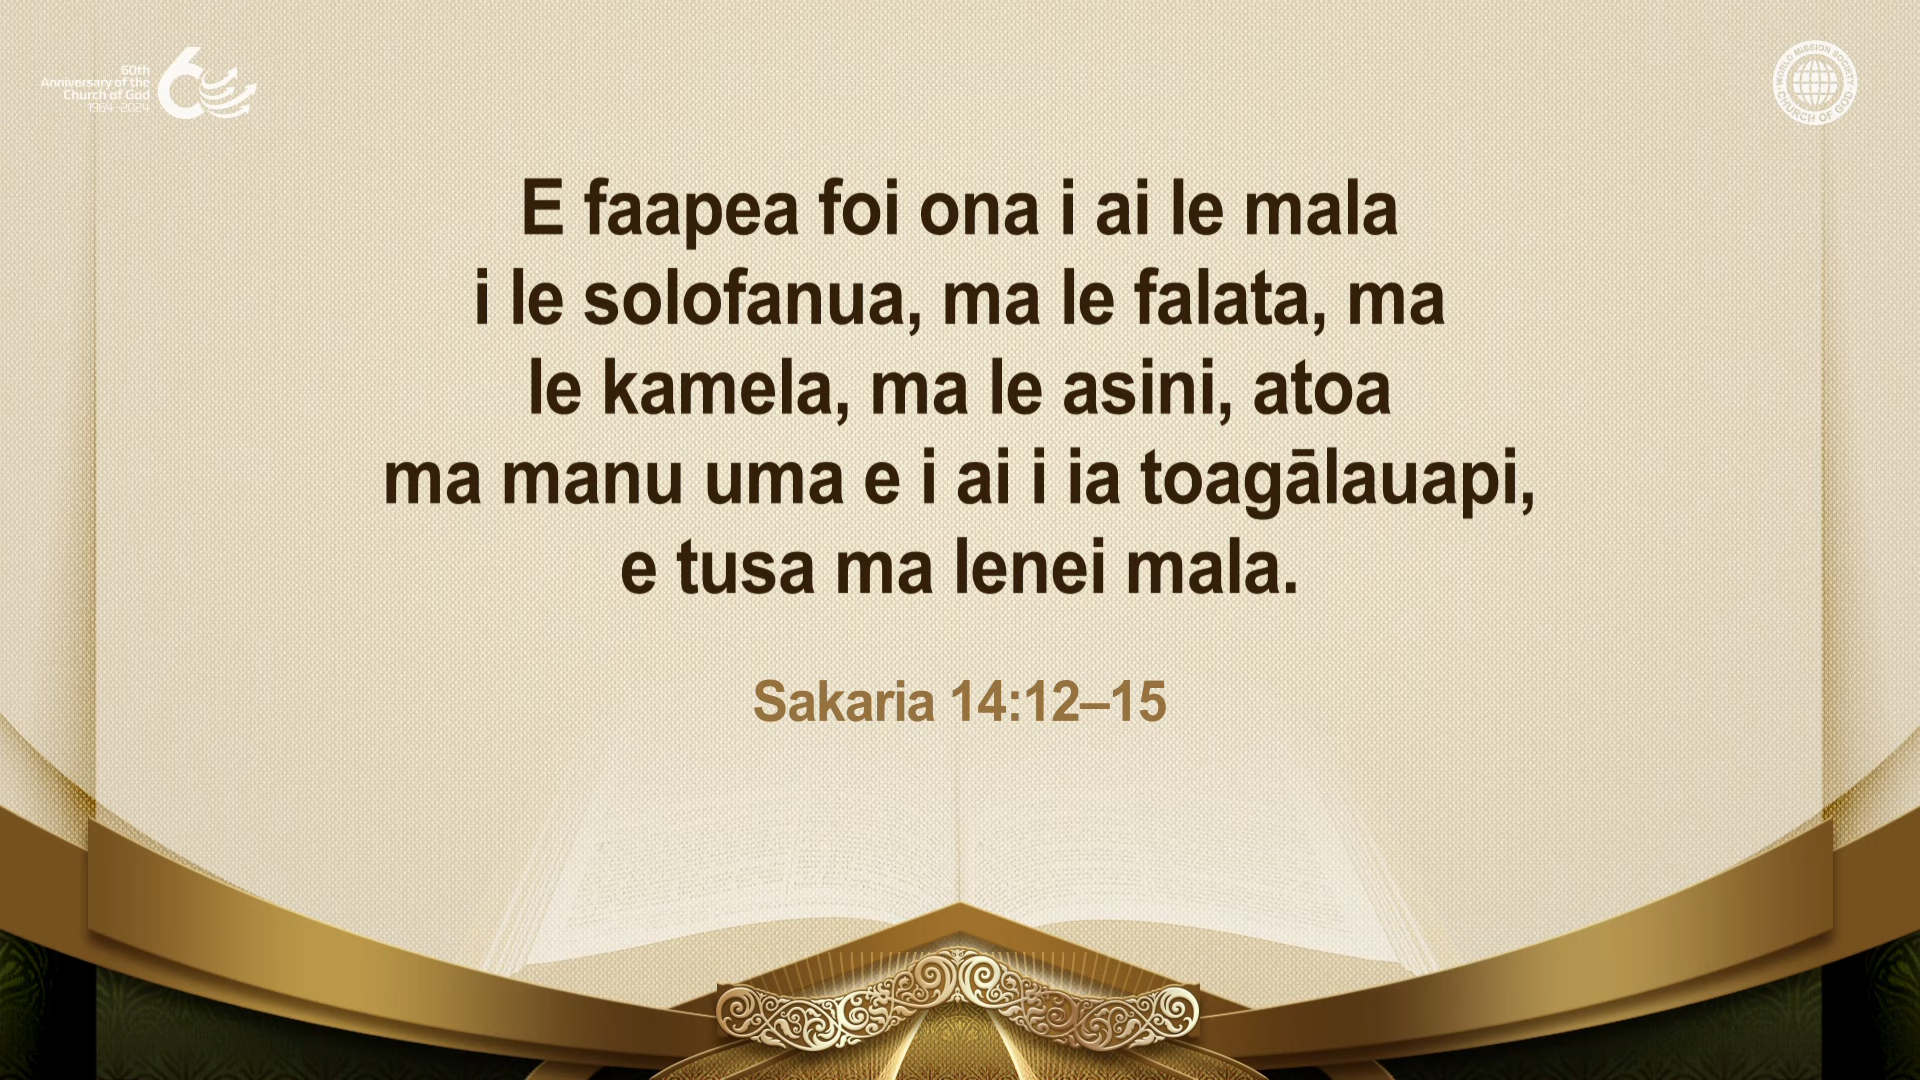 60th
Anniversary of the
Church of God
1964–2024
WORLD MISSION SOCIETY
CHURCH OF GOD
E faapea foi ona i ai le mala
i le solofanua, ma le falata, ma
le kamela, ma le asini, atoa
ma manu uma e i ai i ia toagālauapi,
e tusa ma lenei mala.
Sakaria 14:12–15